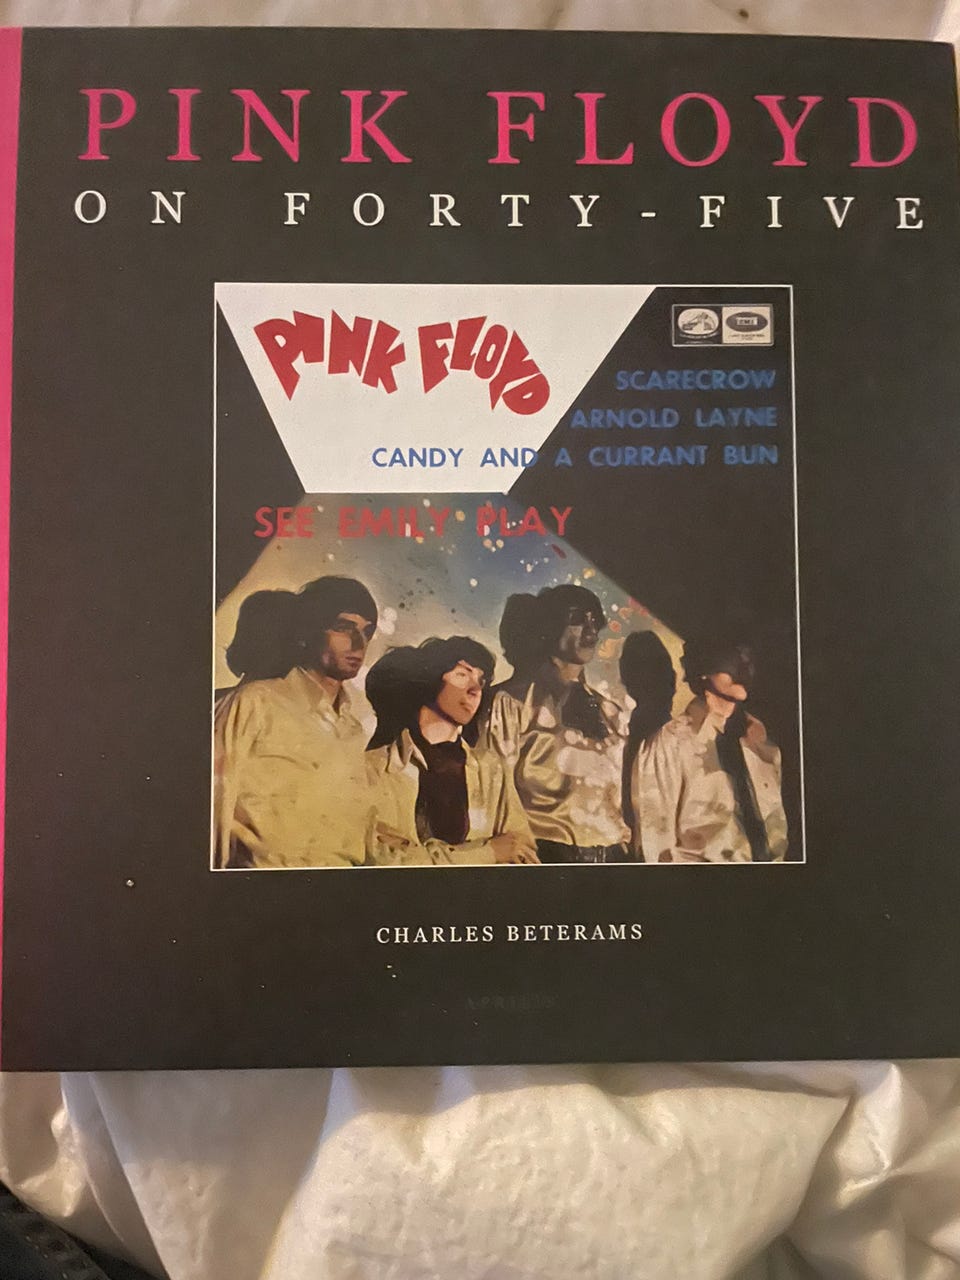 PINK FLOYD
ON FORTY-FIVE
PINK FLOYD
EMI
SCARECROW
ARNOLD LAYNE
CANDY AND A CURRANT BUN
SEE EMILY PLAY
CHARLES BETERAMS